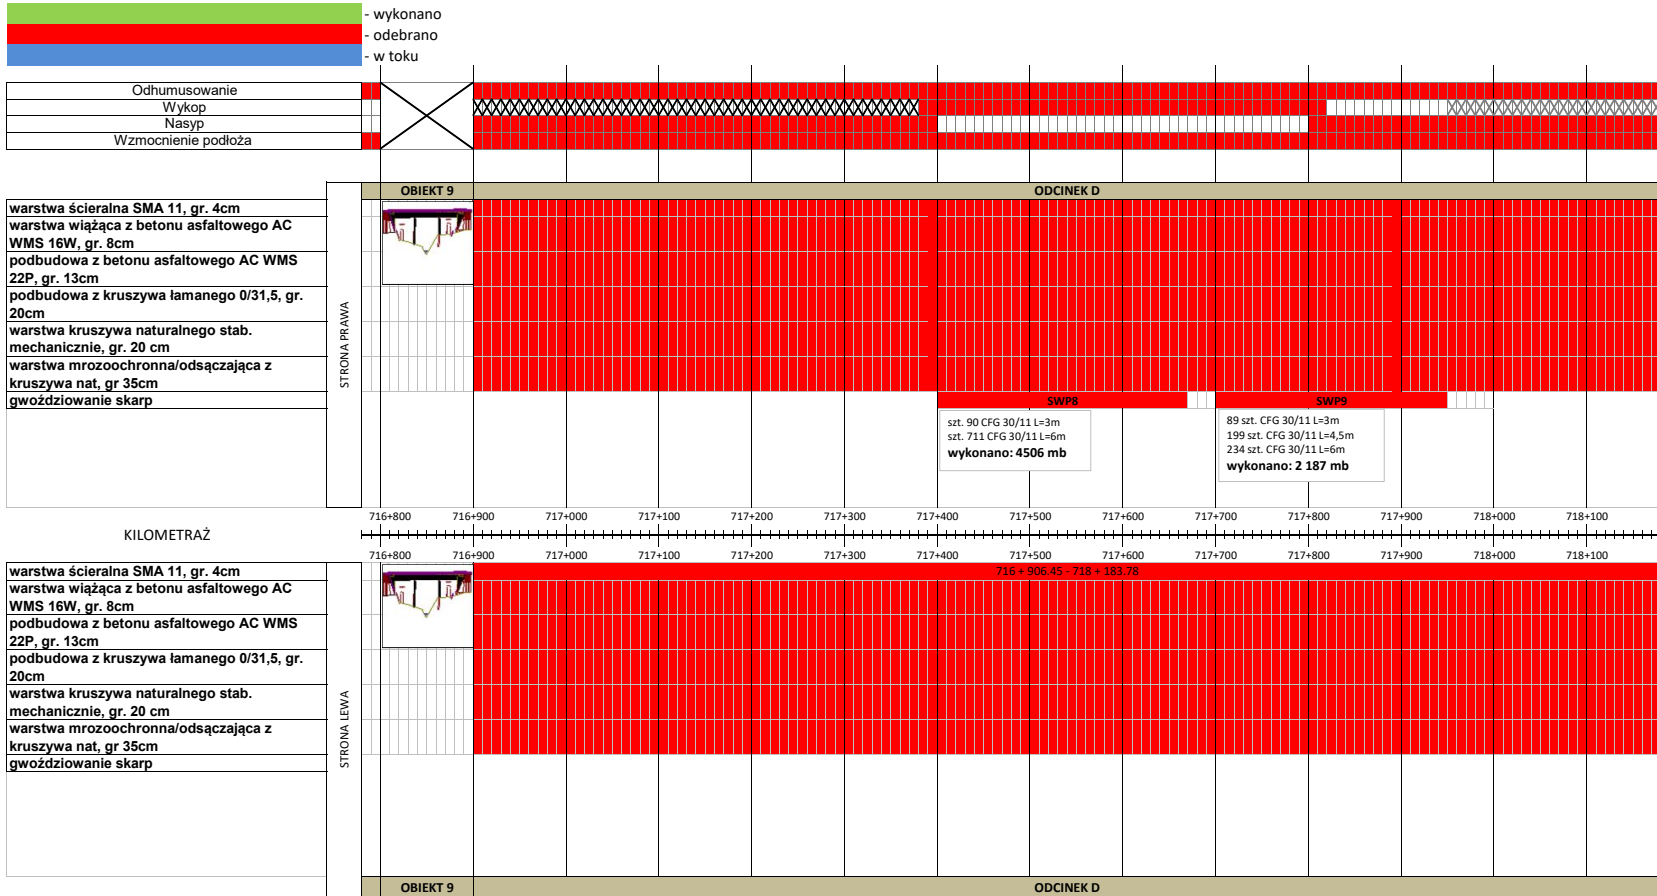 - wykonano
- odebrano
- w toku
Odhumusowanie
Wykop
Nasyp
Wzmocnienie podłoża
OBIEKT 9
ODCINEK D
STRONA PRAWA
warstwa ścieralna SMA 11, gr. 4cm
warstwa wiążąca z betonu asfaltowego AC
WMS 16W, gr. 8cm
podbudowa z betonu asfaltowego AC WMS
22P, gr. 13cm
podbudowa z kruszywa łamanego 0/31,5, gr.
20cm
warstwa kruszywa naturalnego stab.
mechanicznie, gr. 20 cm
warstwa mrozoochronna/odsączająca z
kruszywa nat, gr 35cm
gwoździowanie skarp
SWP8
SWP9
szt. 90 CFG 30/11 L=3m
szt. 711 CFG 30/11 L=6m
wykonano: 4506 mb
89 szt. CFG 30/11 L=3m
199 szt. CFG 30/11 L=4,5m
234 szt. CFG 30/11 L=6m
wykonano: 2 187 mb
716+800 716+900 717+000 717+100 717+200 717+300 717+400 717+500 717+600 717+700 717+800 717+900 718+000 718+100
KILOMETRAŻ
716+800 716+900 717+000 717+100 717+200 717+300 717+400 717+500 717+600 717+700 717+800 717+900 718+000 718+100
STRONA LEWA
warstwa ścieralna SMA 11, gr. 4cm
716 + 906.45 - 718 + 183.78
warstwa wiążąca z betonu asfaltowego AC
WMS 16W, gr. 8cm
podbudowa z betonu asfaltowego AC WMS
22P, gr. 13cm
podbudowa z kruszywa łamanego 0/31,5, gr.
20cm
warstwa kruszywa naturalnego stab.
mechanicznie, gr. 20 cm
warstwa mrozoochronna/odsączająca z
kruszywa nat, gr 35cm
gwoździowanie skarp
OBIEKT 9
ODCINEK D